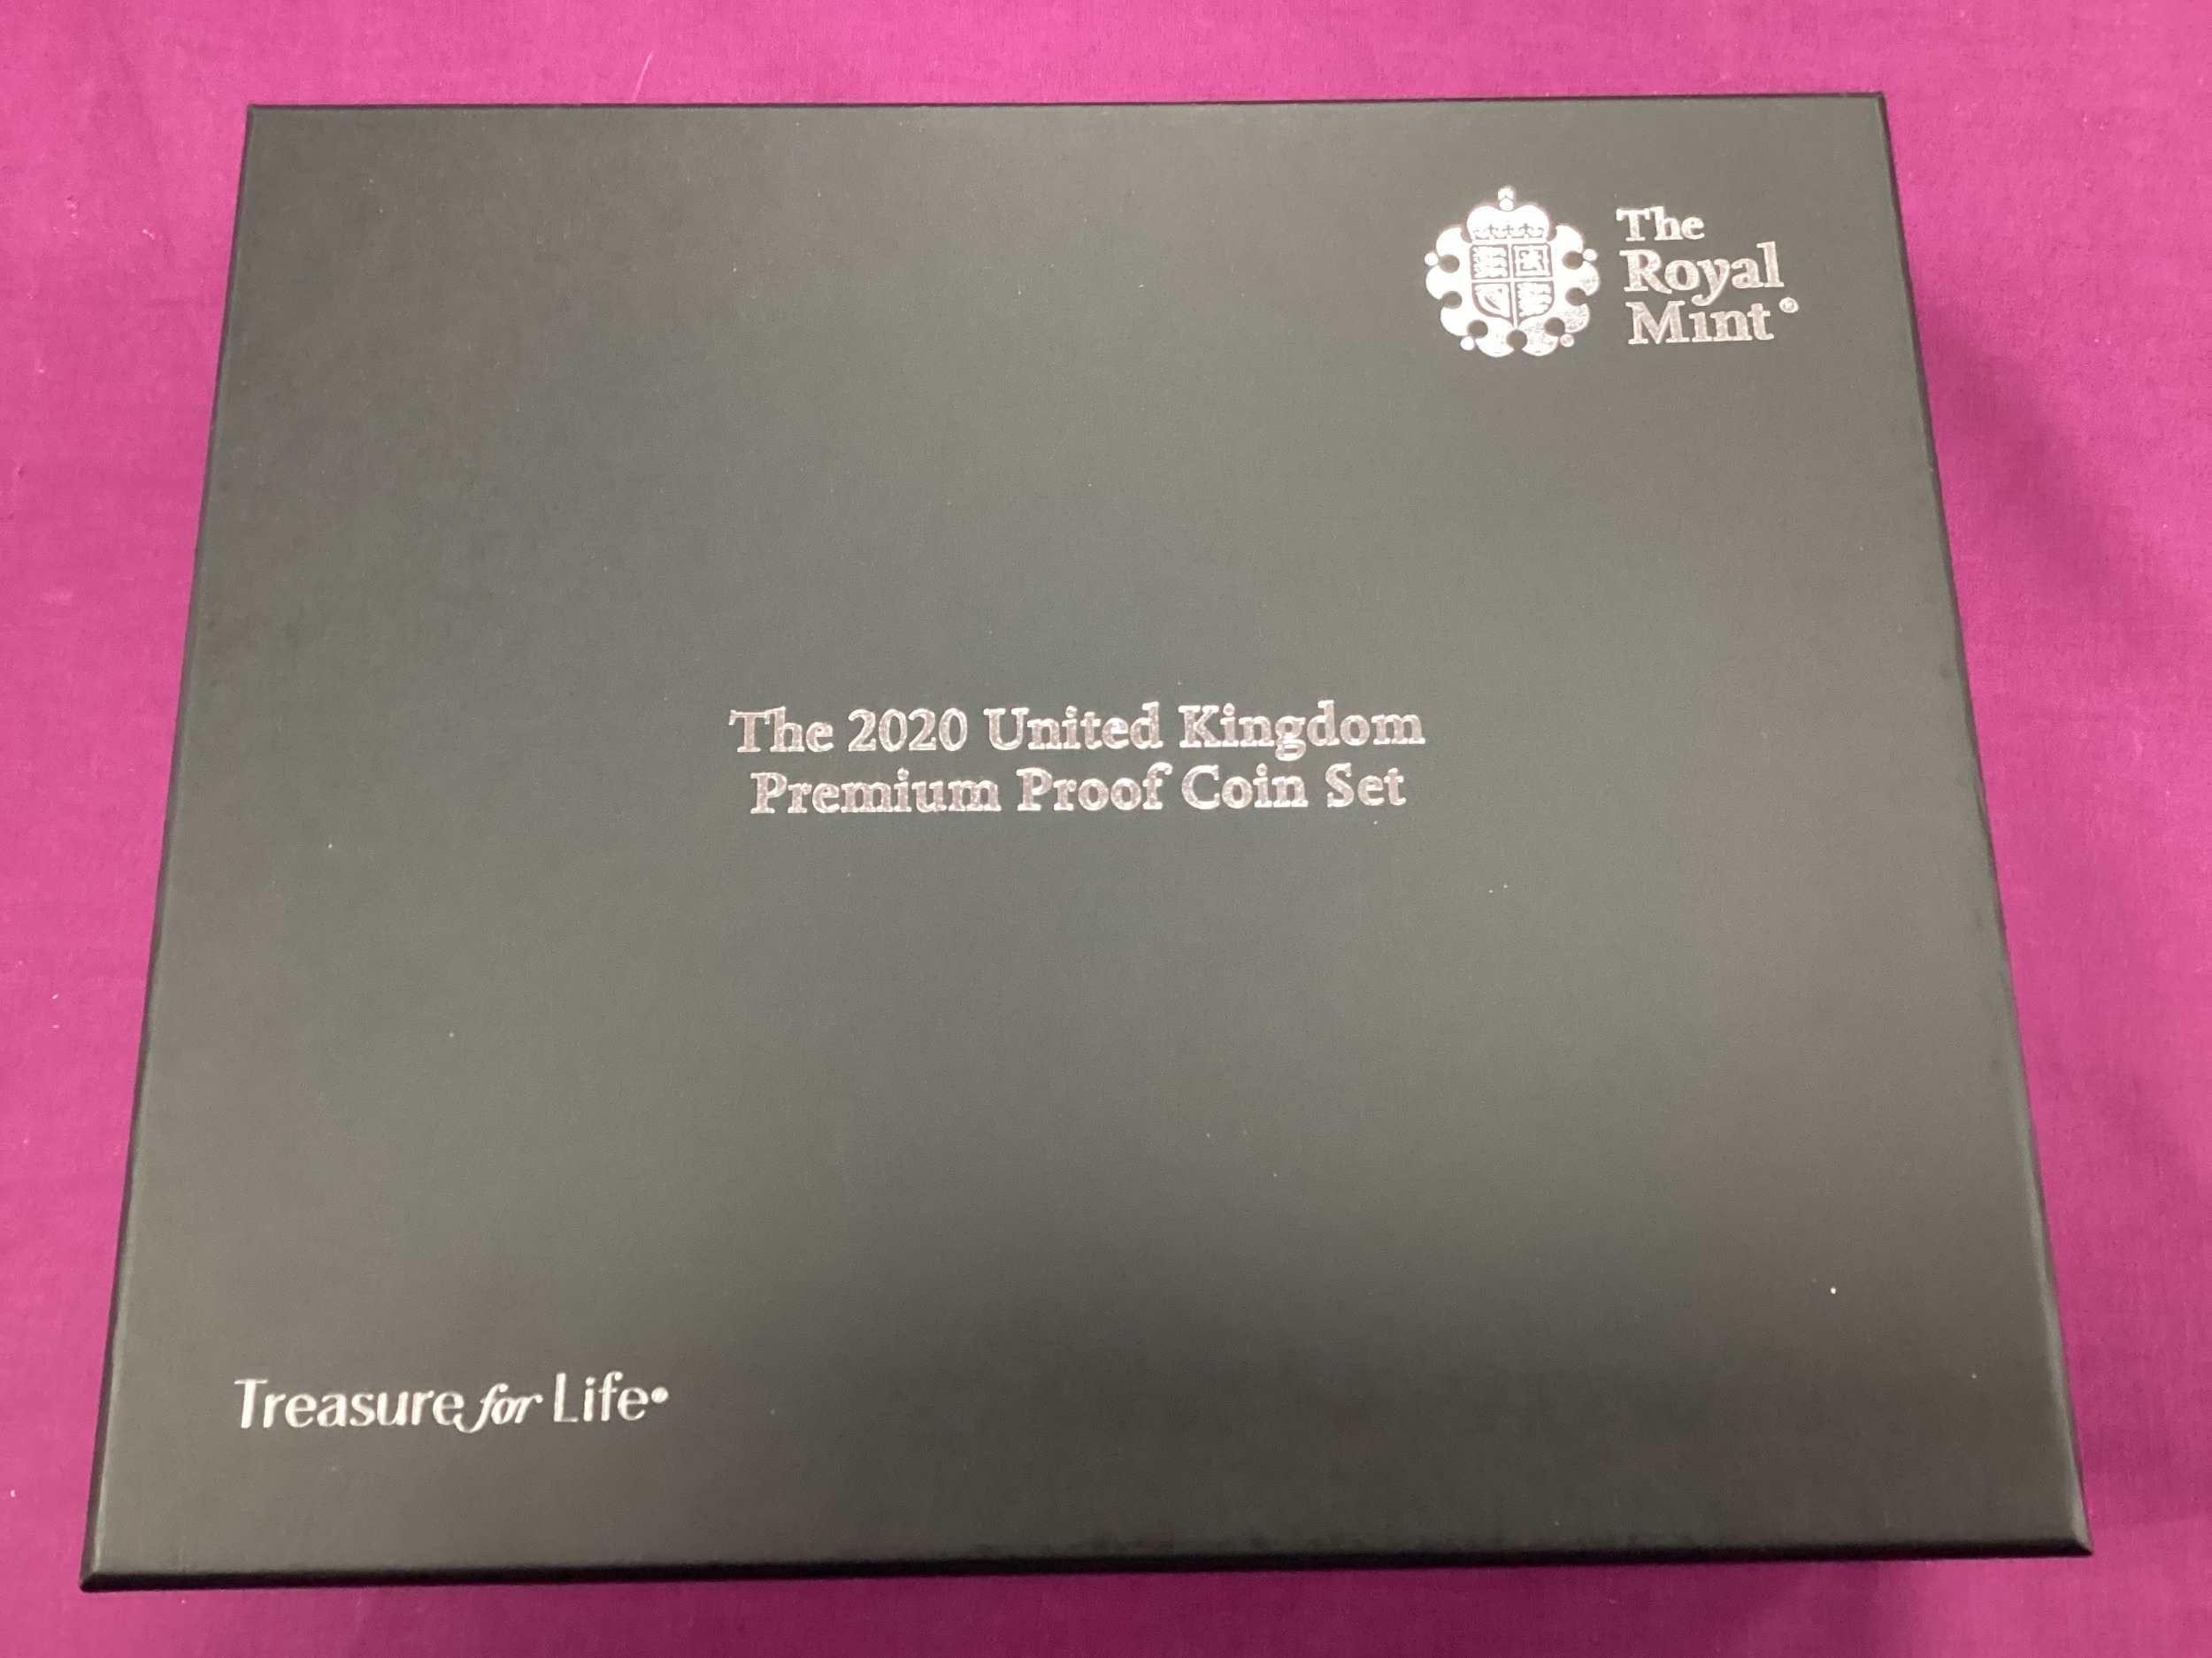 The
Royal
Mint®
The 2020 United Kingdom
Premium Proof Coin Set
Treasure for Life®